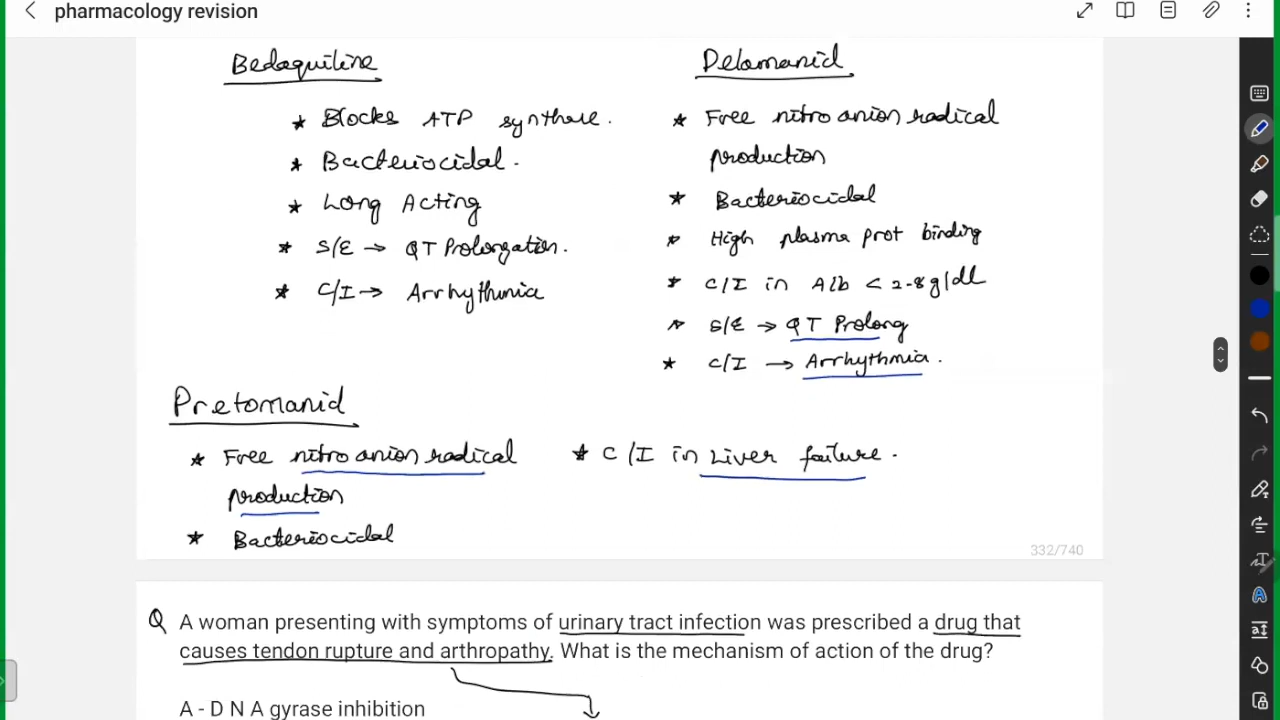 pharmacology revision
Bedaquiline
★ Blocks ATP synthase.
★ Bacteriocidal.
★ Long Acting
★ S/E → QT Prolongation.
★ C/I → Arrhythmia
Delamanid
★ Free nitro anion radical
production
★ Bacteriocidal
★ High plasma prot binding
★ C/I in Alb < 2.8 g/dl
★ S/E → QT Prolong
★ C/I → Arrhythmia.
Pretomanid
★ Free nitro anion radical
production
★ Bacteriocidal
★ C/I in Liver failure.
332/740
Q A woman presenting with symptoms of urinary tract infection was prescribed a drug that
causes tendon rupture and arthropathy. What is the mechanism of action of the drug?
A - D N A gyrase inhibition